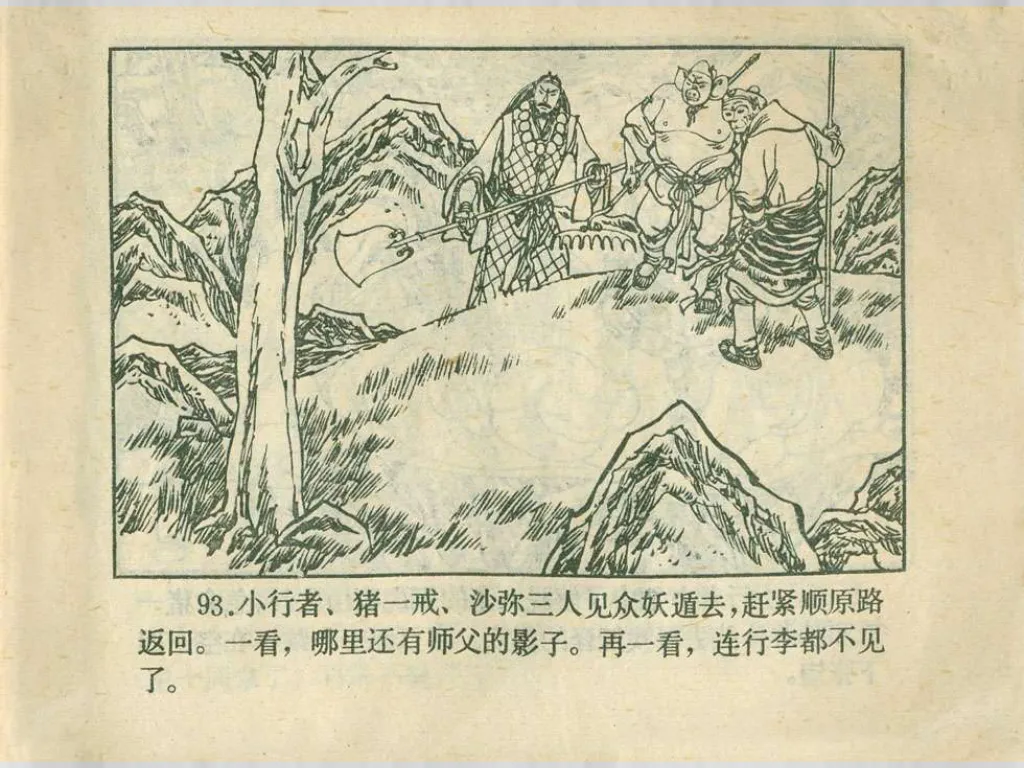 93.小行者、猪一戒、沙弥三人见众妖遁去,赶紧顺原路
返回。一看，哪里还有师父的影子。再一看，连行李都不见
了。